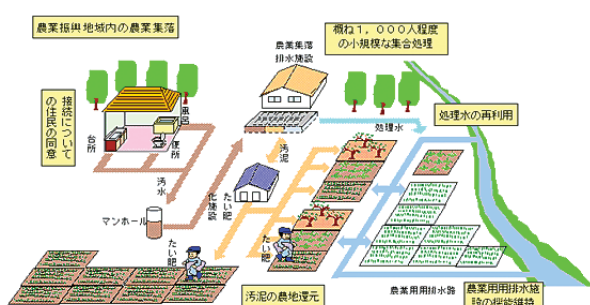 農業振興地域内の農業集落
概ね１，０００人程度
の小規模な集合処理
農業集落
排水施設
接続について
の住民の同意
風呂
台所
便所
処理水の再利用
処理水
汚泥
汚水
たい肥
化施設
マンホール
たい肥
たい肥
汚泥の農地還元
農業用用排水路
農業用用排水施
設の機能維持